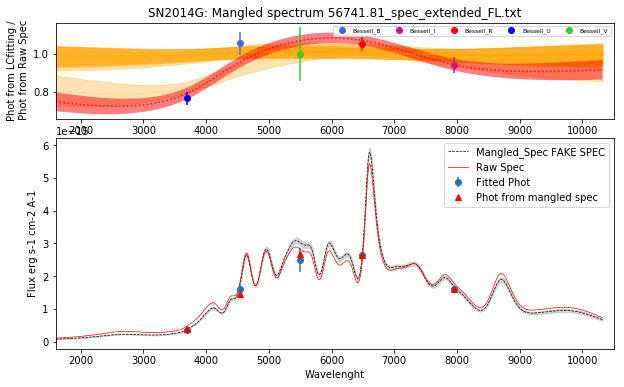 SN2014G: Mangled spectrum 56741.81_spec_extended_FL.txt
Phot from LCfitting /
Phot from Raw Spec
1.0
0.8
Bessell_B
Bessell_I
Bessell_R
Bessell_U
Bessell_V
2000 3000 4000 5000 6000 7000 8000 9000 10000
Flux erg s-1 cm-2 A-1
6
5
4
3
2
1
0
Mangled_Spec FAKE SPEC
Raw Spec
Fitted Phot
Phot from mangled spec
2000 3000 4000 5000 6000 7000 8000 9000 10000
Wavelenght